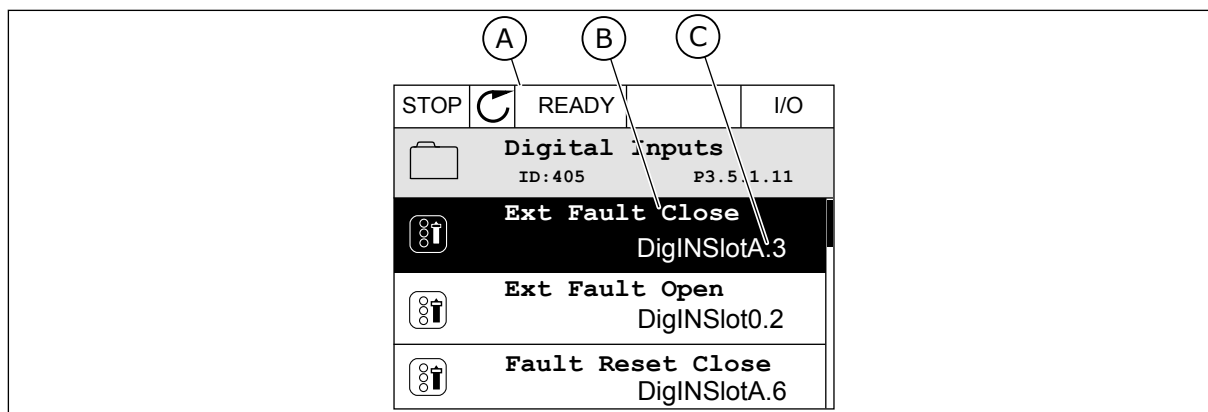 A B C
STOP READY I/O
Digital Inputs
ID:405 P3.5.1.11
Ext Fault Close
DigINSlotA.3
Ext Fault Open
DigINSlot0.2
Fault Reset Close
DigINSlotA.6